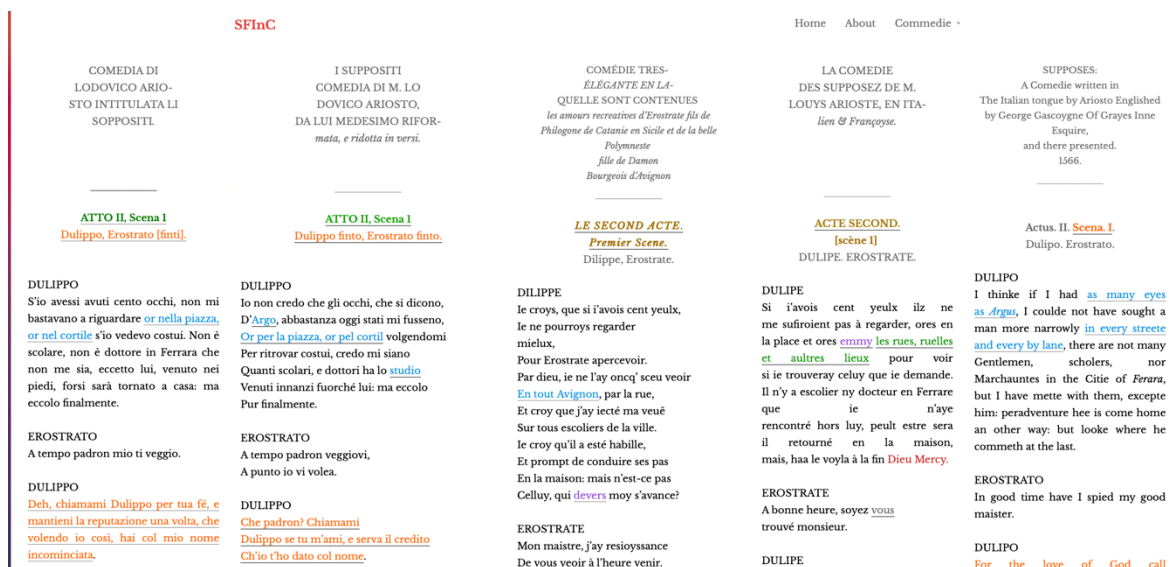 SFInC
Home About Commedie
COMEDIA DI
LODOVICO ARIO-
STO INTITULATA LI
SOPPOSITI.
ATTO II, Scena 1
Dulippo, Erostrato [finti].
DULIPPO
S'io avessi avuti cento occhi, non mi
bastavano a riguardare or nella piazza,
or nel cortile s'io vedevo costui. Non è
scolare, non è dottore in Ferrara che
non me sia, eccetto lui, venuto nei
piedi, forsi sarà tornato a casa: ma
eccolo finalmente.
EROSTRATO
A tempo padron mio ti veggio.
DULIPPO
Deh, chiamami Dulippo per tua fé, e
mantieni la reputazione una volta, che
volendo io così, hai col mio nome
incominciata.
I SUPPOSITI
COMEDIA DI M. LO
DOVICO ARIOSTO,
DA LUI MEDESIMO RIFOR-
mata, e ridotta in versi.
ATTO II, Scena 1
Dulippo finto, Erostrato finto.
DULIPPO
Io non credo che gli occhi, che si dicono,
D'Argo, abbastanza oggi stati mi fusseno,
Or per la piazza, or pel cortil volgendomi
Per ritrovar costui, credo mi siano
Quanti scolari, e dottori ha lo studio
Venuti innanzi fuorché lui: ma eccolo
Pur finalmente.
EROSTRATO
A tempo padron veggiovi,
A punto io vi volea.
DULIPPO
Che padron? Chiamami
Dulippo se tu m'ami, e serva il credito
Ch'io t'ho dato col nome.
COMÉDIE TRES-
ÉLÉGANTE EN LA-
QUELLE SONT CONTENUES
les amours recreatives d'Erostrate fils de
Philogone de Catanie en Sicile et de la belle
Polymneste
fille de Damon
Bourgeois d'Avignon
LE SECOND ACTE.
Premier Scene.
Dilippe, Erostrate.
DILIPPE
Ie croys, que si i'avois cent yeulx,
Ie ne pourroys regarder
mielux,
Pour Erostrate apercevoir.
Par dieu, ie ne l'ay oncq' sceu veoir
En tout Avignon, par la rue,
Et croy que j'ay iecté ma veuë
Sur tous escoliers de la ville.
Ie croy qu'il a esté habille,
Et prompt de conduire ses pas
En la maison: mais n'est-ce pas
Celluy, qui devers moy s'avance?
EROSTRATE
Mon maistre, j'ay resioyssance
De vous veoir à l'heure venir.
LA COMEDIE
DES SUPPOSEZ DE M.
LOUYS ARIOSTE, EN ITA-
lien & Françoyse.
ACTE SECOND.
[scène 1]
DULIPE. EROSTRATE.
DULIPE
Si i'avois cent yeulx ilz ne
me sufiroient pas à regarder, ores en
la place et ores emmy les rues, ruelles
et aultres lieux pour voir
si ie trouveray celuy que ie demande.
Il n'y a escolier ny docteur en Ferrare
que ie n'aye
rencontré hors luy, peult estre sera
il retourné en la maison,
mais, haa le voyla à la fin Dieu Mercy.
EROSTRATE
A bonne heure, soyez vous
trouvé monsieur.
DULIPE
SUPPOSES:
A Comedie written in
The Italian tongue by Ariosto Englished
by George Gascoygne Of Grayes Inne
Esquire,
and there presented.
1566.
Actus. II. Scena. I.
Dulipo. Erostrato.
DULIPO
I thinke if I had as many eyes
as Argus, I coulde not have sought a
man more narrowly in every streete
and every by lane, there are not many
Gentlemen, scholers, nor
Marchauntes in the Citie of Ferara,
but I have mette with them, excepte
him: peradventure hee is come home
an other way: but looke where he
commeth at the last.
EROSTRATO
In good time have I spied my good
maister.
DULIPO
For the love of God call